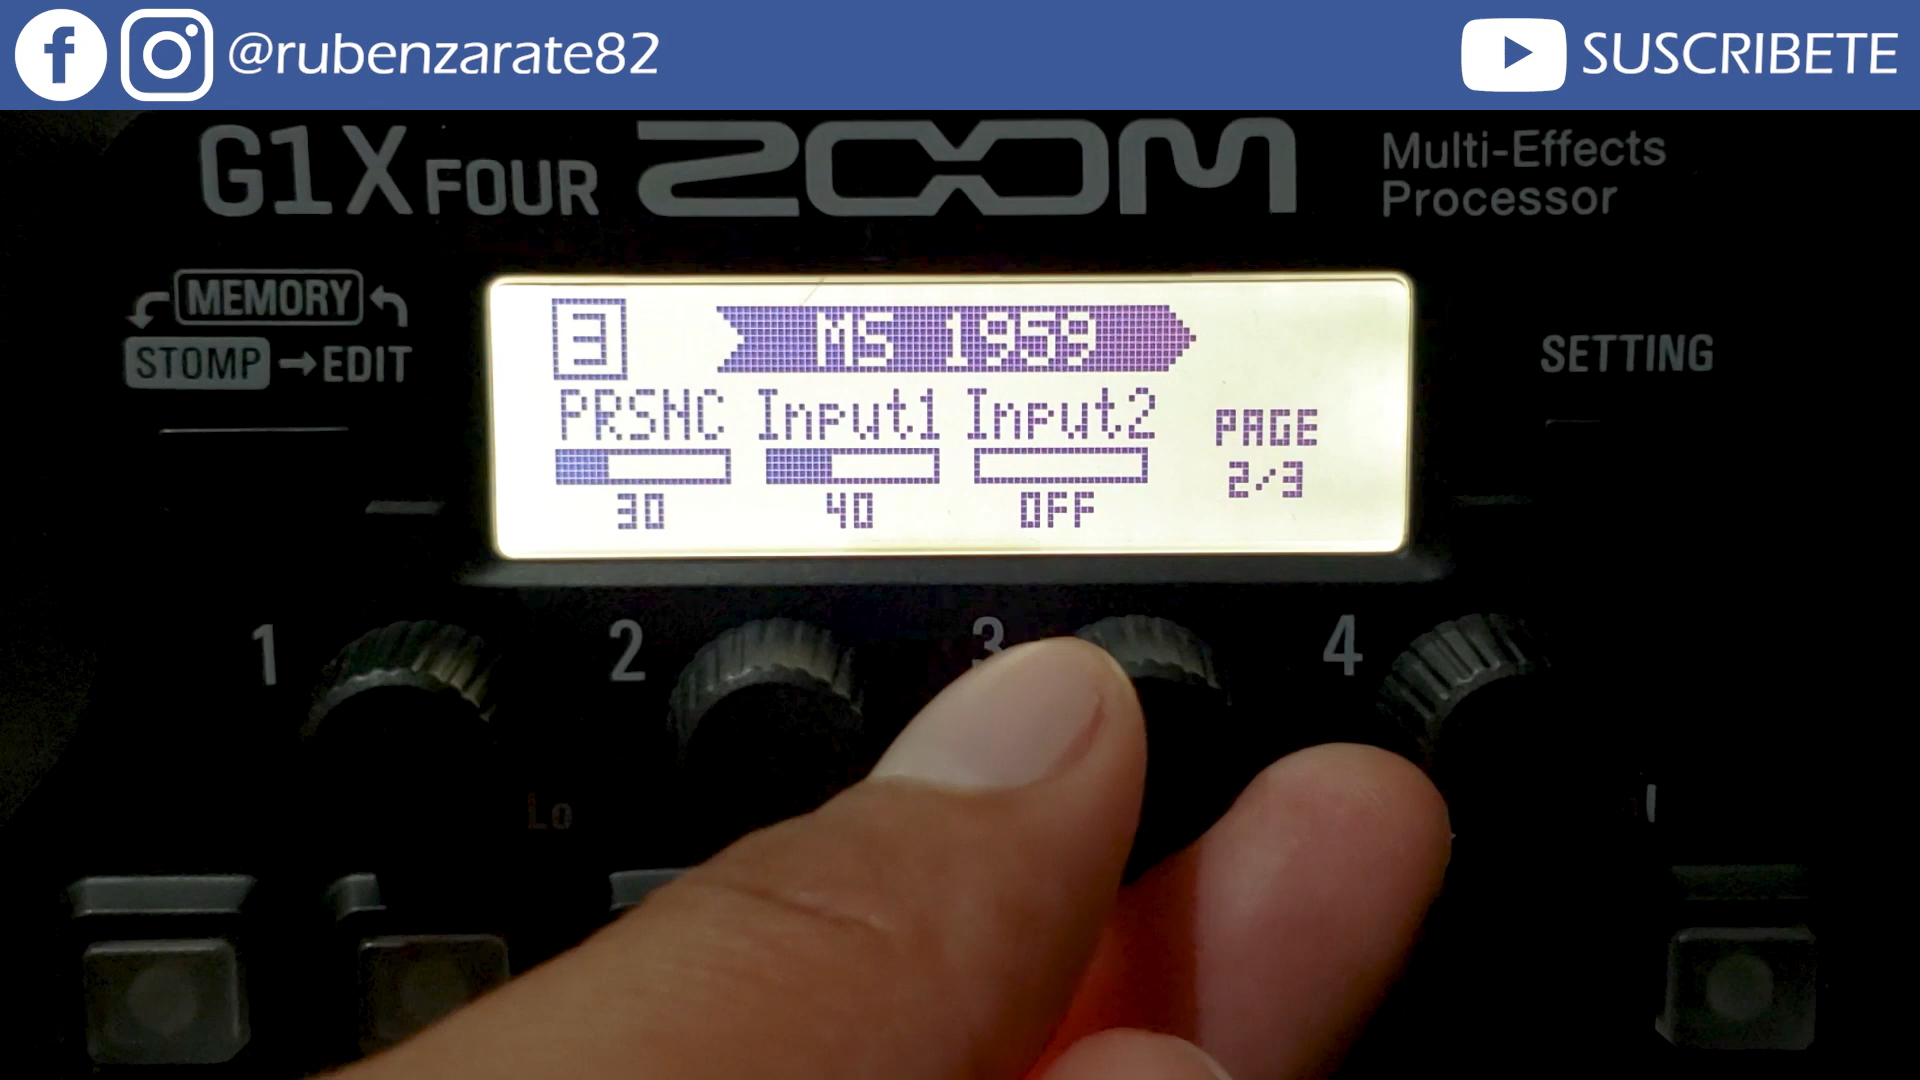 @rubenzarate82
SUSCRIBETE
G1X FOUR ZOOM Multi-Effects Processor
MEMORY
STOMP → EDIT
SETTING
3 MS 1959
PRSNC Input1 Input2 PAGE
30 40 OFF 2/3
1 2 3 4
Lo